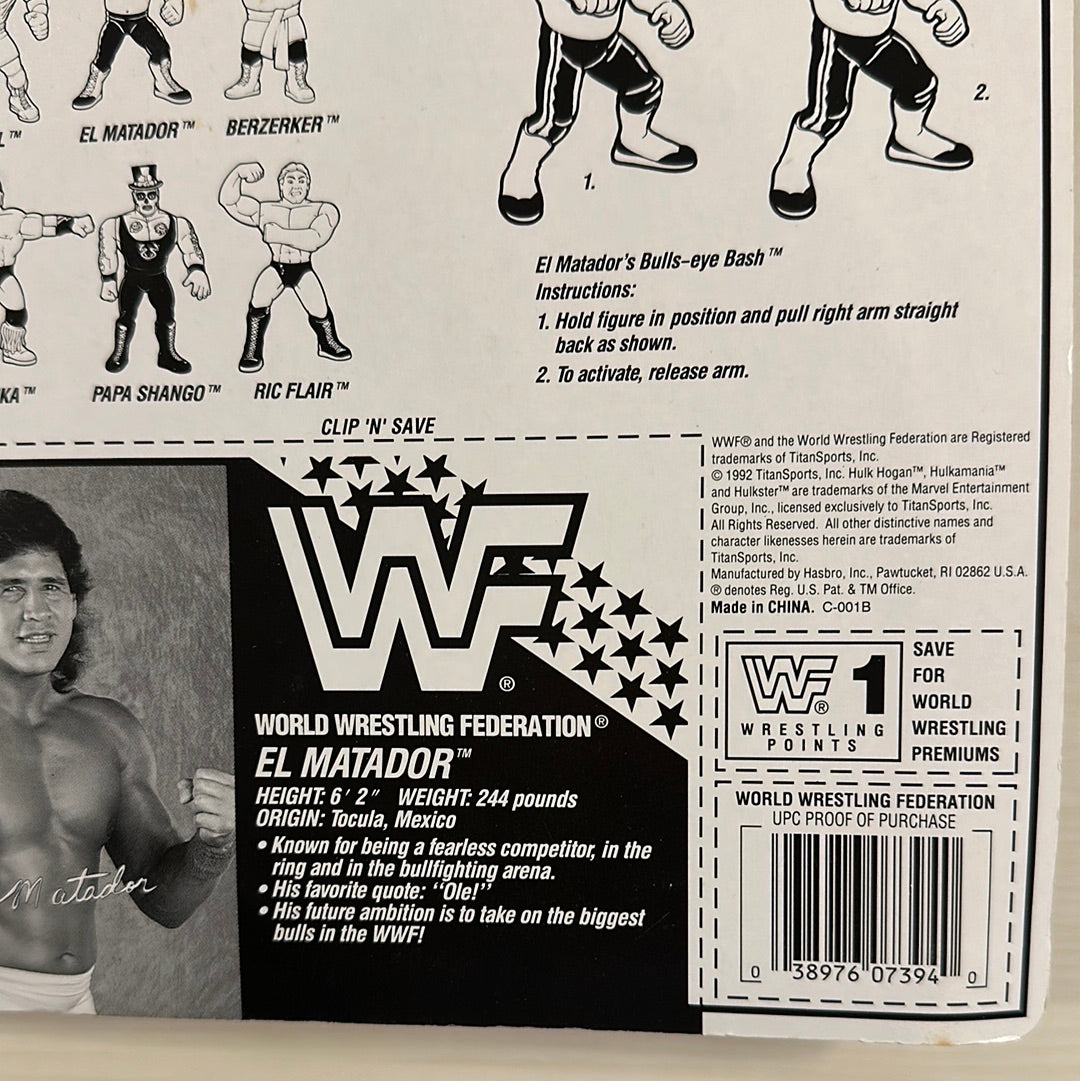 EL MATADOR™
BERZERKER™
PAPA SHANGO™
RIC FLAIR™
1.
2.
El Matador's Bulls-eye Bash™
Instructions:
1. Hold figure in position and pull right arm straight
back as shown.
2. To activate, release arm.
CLIP 'N' SAVE
WWF® and the World Wrestling Federation are Registered
trademarks of TitanSports, Inc.
© 1992 TitanSports, Inc. Hulk Hogan™, Hulkamania™
and Hulkster™ are trademarks of the Marvel Entertainment
Group, Inc., licensed exclusively to TitanSports, Inc.
All Rights Reserved. All other distinctive names and
character likenesses herein are trademarks of
TitanSports, Inc.
Manufactured by Hasbro, Inc., Pawtucket, RI 02862 U.S.A.
® denotes Reg. U.S. Pat. & TM Office.
Made in CHINA. C-001B
WF®
WORLD WRESTLING FEDERATION®
EL MATADOR™
HEIGHT: 6' 2" WEIGHT: 244 pounds
ORIGIN: Tocula, Mexico
• Known for being a fearless competitor, in the
ring and in the bullfighting arena.
• His favorite quote: "Ole!"
• His future ambition is to take on the biggest
bulls in the WWF!
Matador
WF® 1
WRESTLING
POINTS
SAVE
FOR
WORLD
WRESTLING
PREMIUMS
WORLD WRESTLING FEDERATION
UPC PROOF OF PURCHASE
0 38976 07394 0